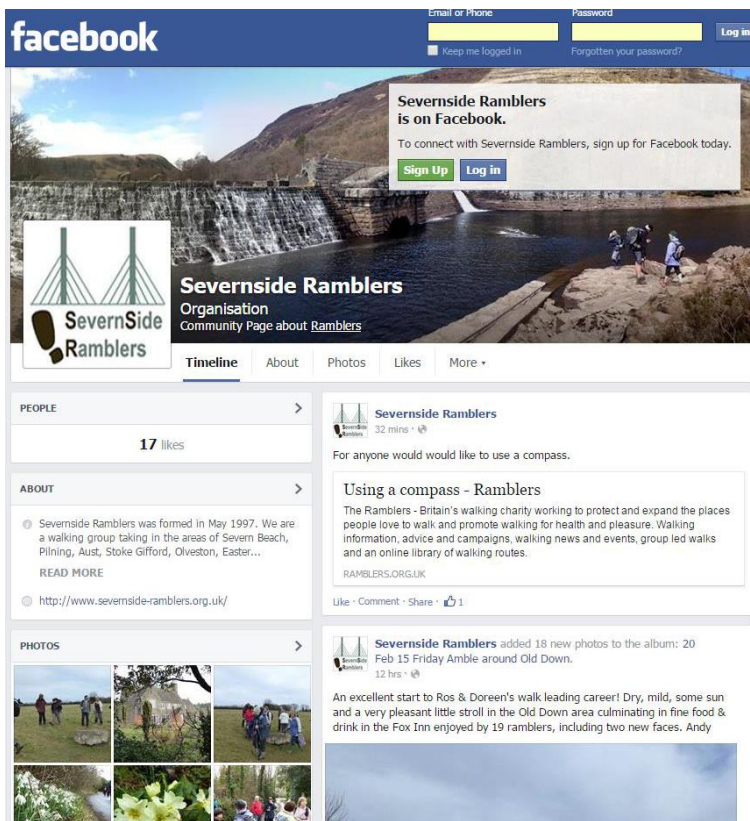 facebook
Email or Phone
Password
Log in
Keep me logged in
Forgotten your password?
Severnside Ramblers
is on Facebook.
To connect with Severnside Ramblers, sign up for Facebook today.
Sign Up
Log in
SevernSide
Ramblers
Severnside Ramblers
Organisation
Community Page about Ramblers
Timeline
About
Photos
Likes
More
PEOPLE
17 likes
ABOUT
Severnside Ramblers was formed in May 1997. We are
a walking group taking in the areas of Severn Beach,
Pilning, Aust, Stoke Gifford, Olveston, Easter...
READ MORE
http://www.severnside-ramblers.org.uk/
PHOTOS
SevernSide
Ramblers
Severnside Ramblers
32 mins ·
For anyone would would like to use a compass.
Using a compass - Ramblers
The Ramblers - Britain's walking charity working to protect and expand the places
people love to walk and promote walking for health and pleasure. Walking
information, advice and campaigns, walking news and events, group led walks
and an online library of walking routes.
RAMBLERS.ORG.UK
Like · Comment · Share · 1
SevernSide
Ramblers
Severnside Ramblers added 18 new photos to the album: 20
Feb 15 Friday Amble around Old Down.
12 hrs ·
An excellent start to Ros & Doreen's walk leading career! Dry, mild, some sun
and a very pleasant little stroll in the Old Down area culminating in fine food &
drink in the Fox Inn enjoyed by 19 ramblers, including two new faces. Andy